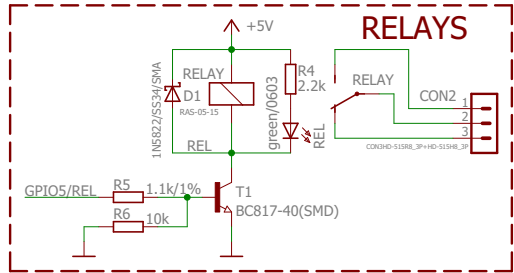 RELAYS
+5V
1N5822/SS34/SMA
D1
RELAY
RAS-05-15
R4
2.2k
green/0603
REL
RELAY
CON2
1
2
3
CON3HD-515R8_3P+HD-515H8_3P
REL
GPIO5/REL
R5
1.1k/1%
R6
10k
T1
BC817-40(SMD)